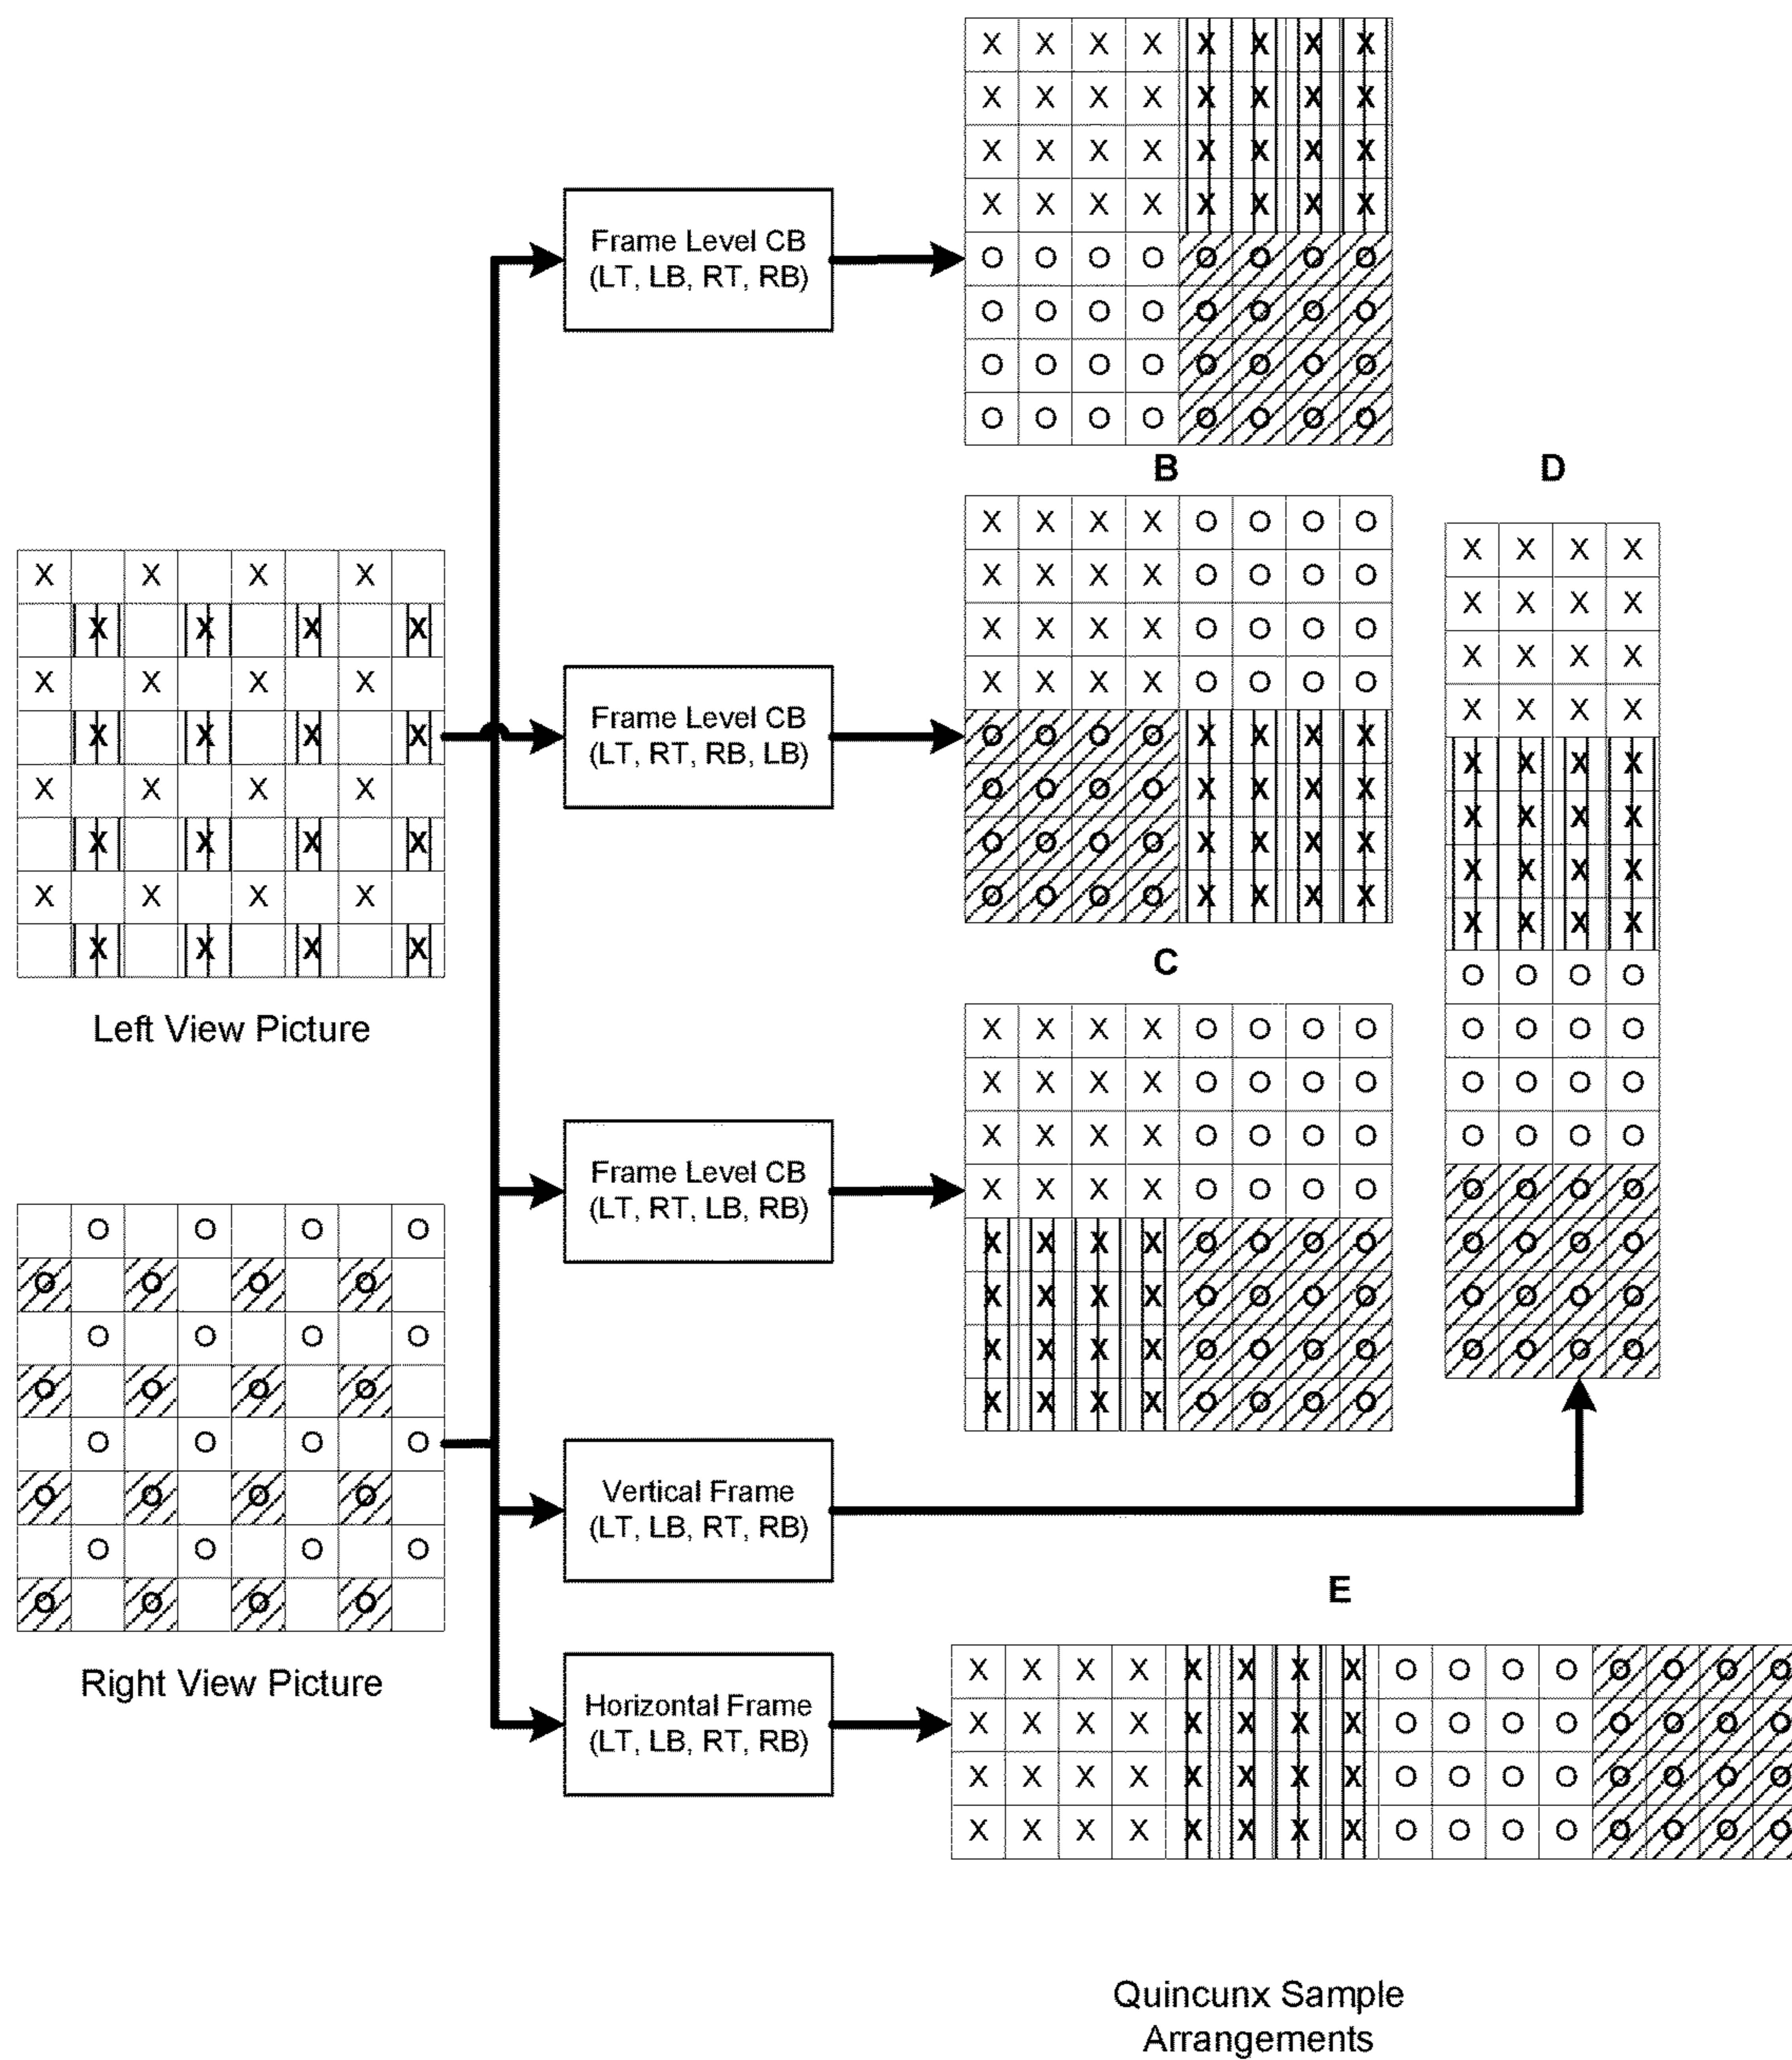 X X X X X X X X
X X X X X X X X
X X X X X X X X
X X X X X X X X
O O O O O O O O
O O O O O O O O
O O O O O O O O
O O O O O O O O
Frame Level CB
(LT, LB, RT, RB)
B
X X X X O O O O
X X X X O O O O
X X X X O O O O
X X X X O O O O
O O O O X X X X
O O O O X X X X
O O O O X X X X
O O O O X X X X
Frame Level CB
(LT, RT, RB, LB)
D
X X X X
X X X X
X X X X
X X X X
X X X X
X X X X
X X X X
X X X X
O O O O
O O O O
O O O O
O O O O
O O O O
O O O O
O O O O
O O O O
X X X X
X X X X
X X X X
X X X X
X X X X
X X X X
X X X X
X X X X
Left View Picture
C
X X X X O O O O
X X X X O O O O
X X X X O O O O
X X X X O O O O
X X X X O O O O
X X X X O O O O
X X X X O O O O
X X X X O O O O
Frame Level CB
(LT, RT, LB, RB)
O O O O
O O O O
O O O O
O O O O
O O O O
O O O O
O O O O
O O O O
Right View Picture
Vertical Frame
(LT, LB, RT, RB)
E
Horizontal Frame
(LT, LB, RT, RB)
X X X X X X X X O O O O O O O O
X X X X X X X X O O O O O O O O
X X X X X X X X O O O O O O O O
X X X X X X X X O O O O O O O O
Quincunx Sample
Arrangements